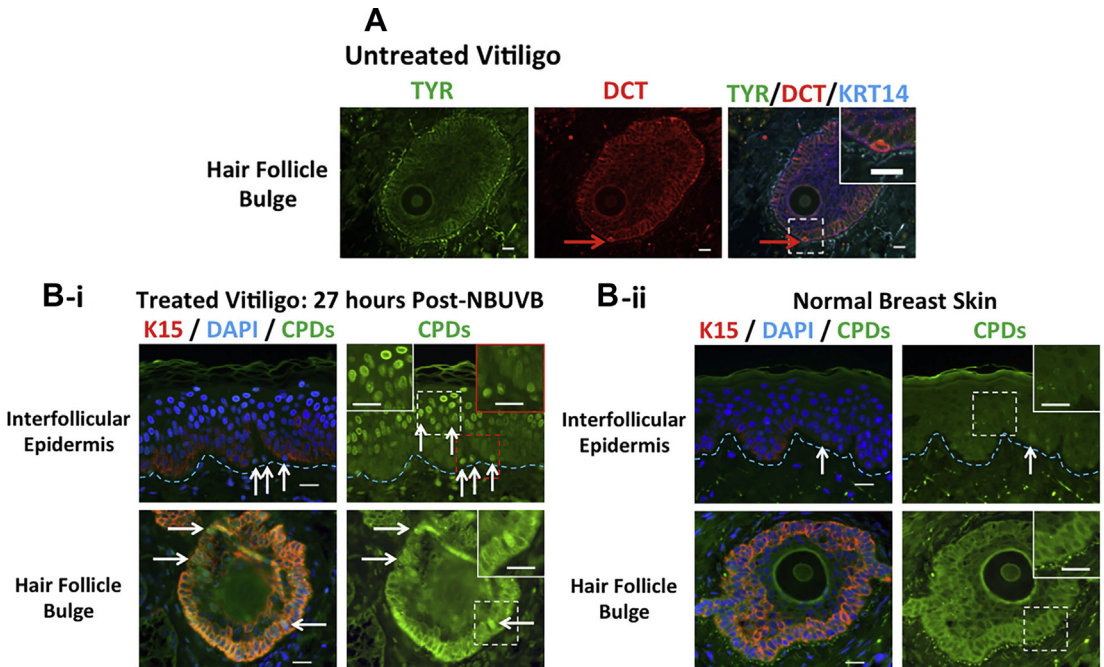 A
Untreated Vitiligo
TYR
DCT
TYR/DCT/KRT14
Hair Follicle
Bulge
B-i
Treated Vitiligo: 27 hours Post-NBUVB
K15 / DAPI / CPDs
CPDs
Interfollicular
Epidermis
Hair Follicle
Bulge
B-ii
Normal Breast Skin
K15 / DAPI / CPDs
CPDs
Interfollicular
Epidermis
Hair Follicle
Bulge